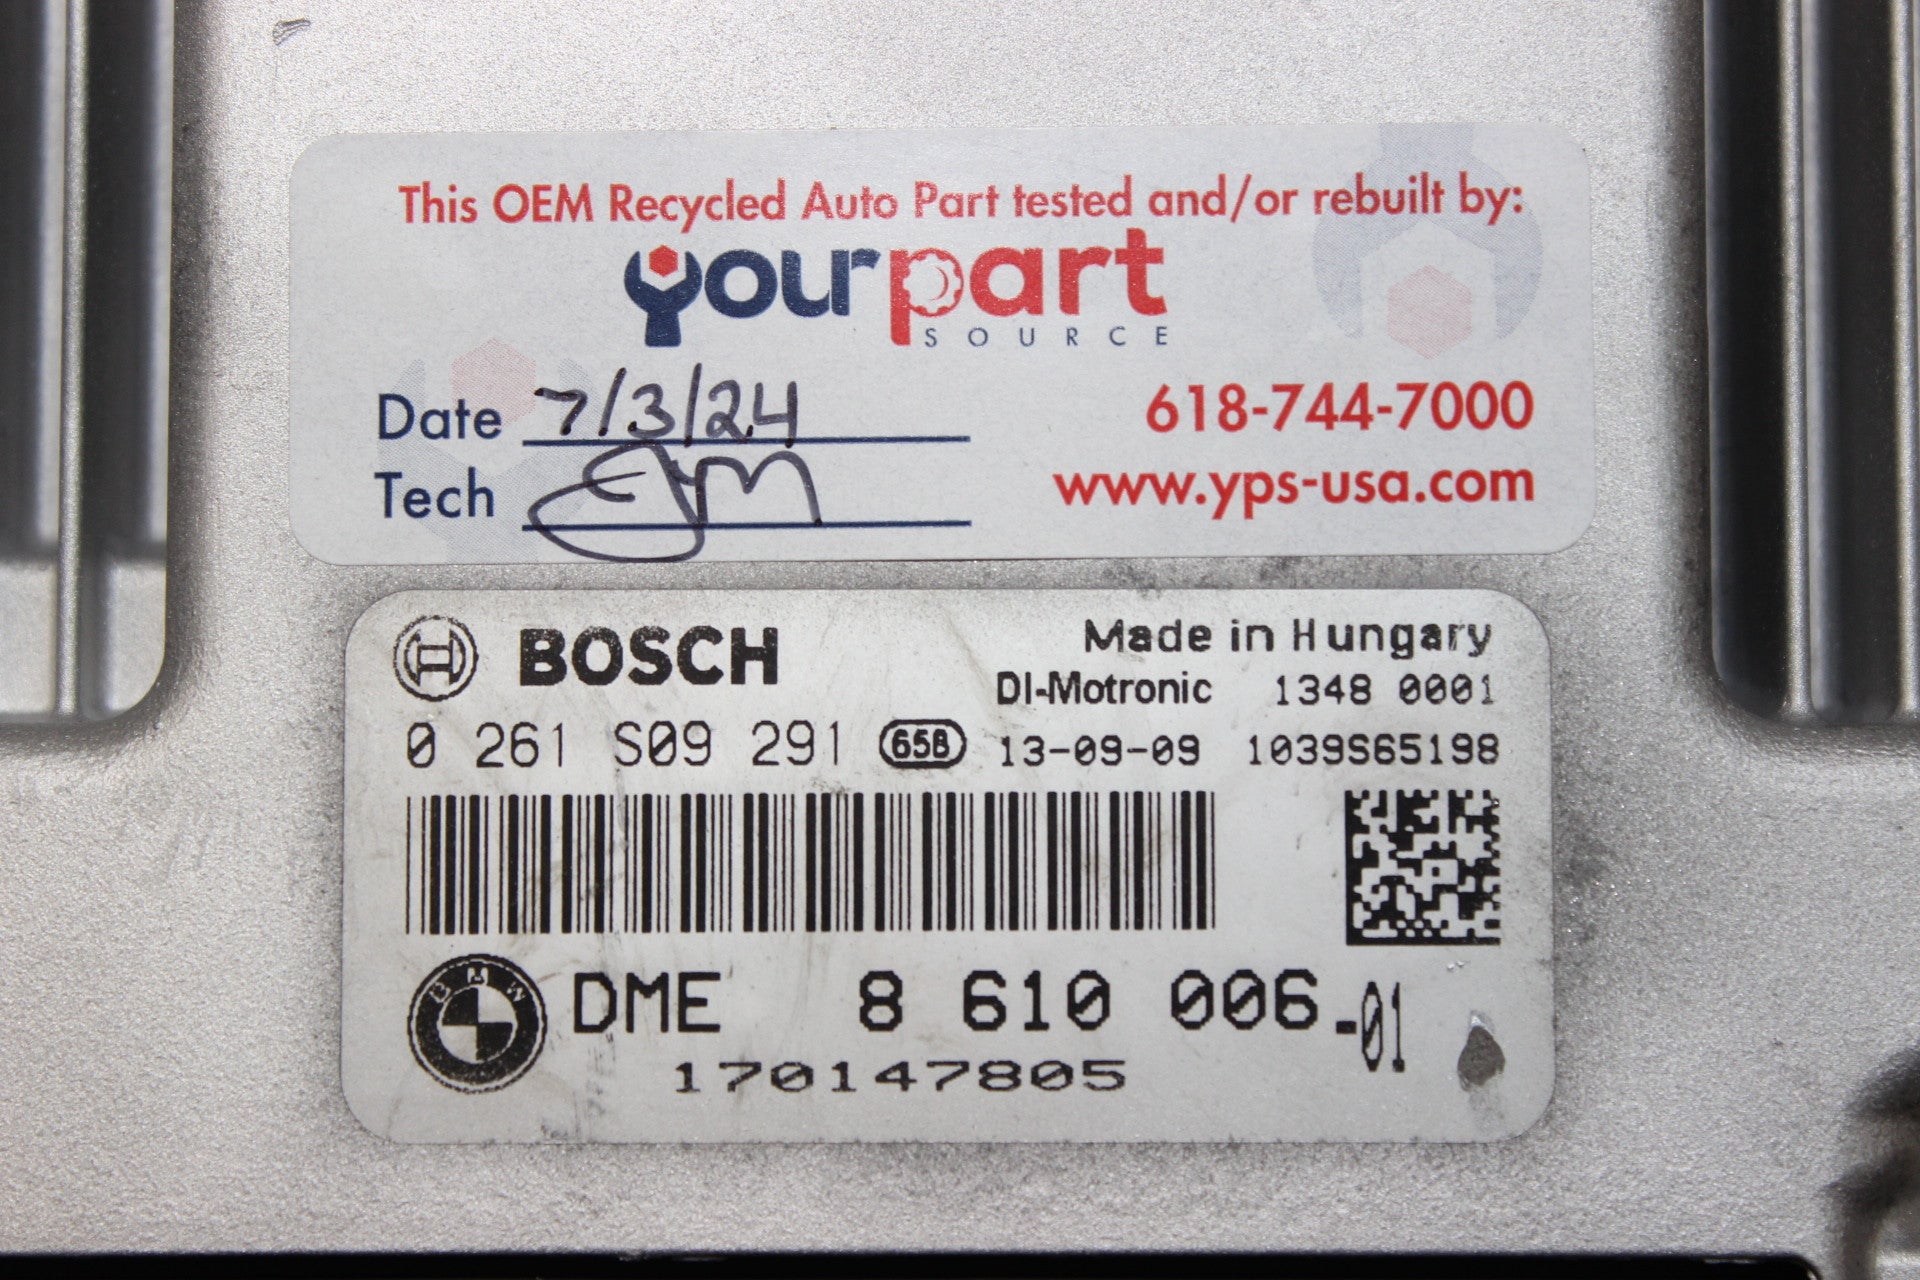 This OEM Recycled Auto Part tested and/or rebuilt by:
yourpart
SOURCE
Date 7/3/24
618-744-7000
Tech
www.yps-usa.com
BOSCH
Made in Hungary
DI-Motronic 1348 0001
0 261 S09 291 65B 13-09-09 1039S65198
BMW
DME 8 610 006-01
170147805